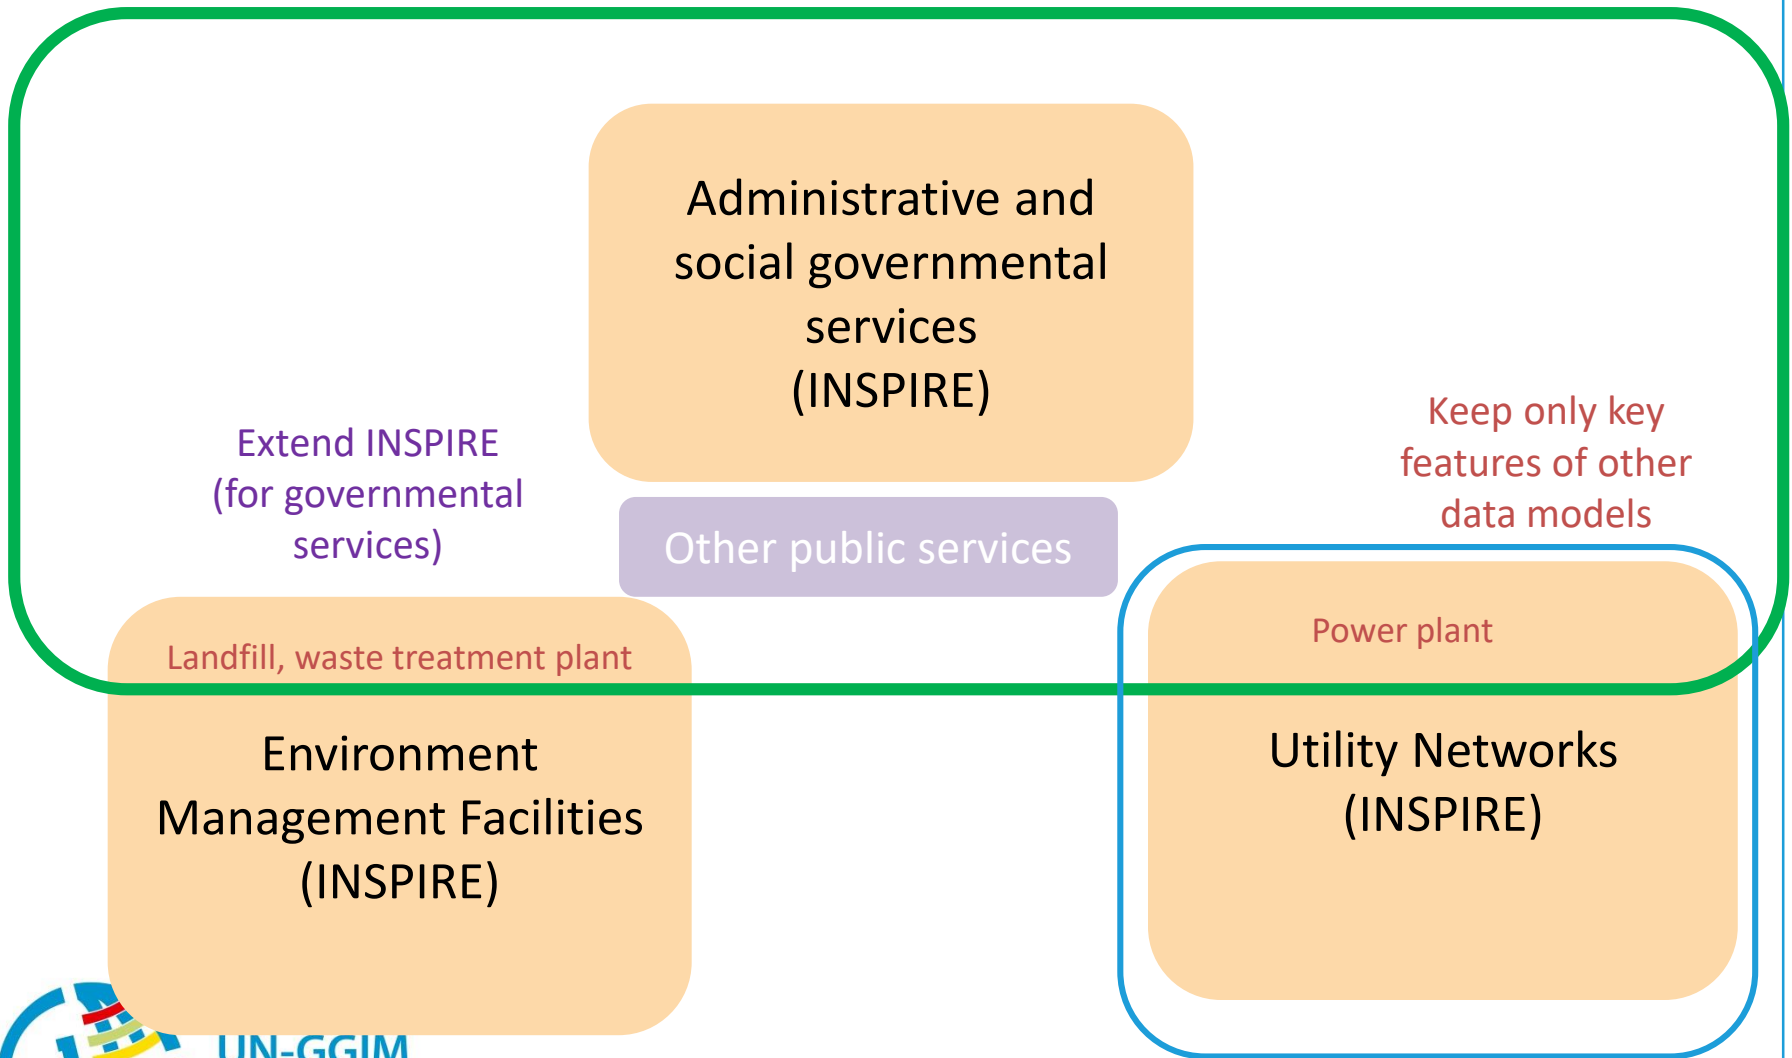 Administrative and
social governmental
services
(INSPIRE)
Extend INSPIRE
(for governmental
services)
Keep only key
features of other
data models
Other public services
Landfill, waste treatment plant
Power plant
Environment
Management Facilities
(INSPIRE)
Utility Networks
(INSPIRE)
UN-GGIM